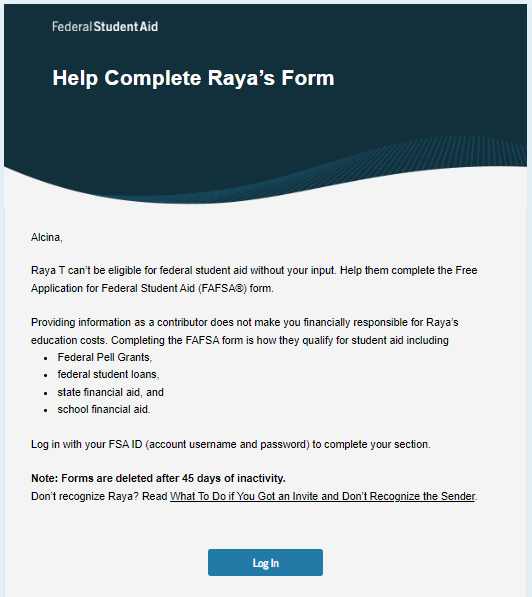 Federal Student Aid
Help Complete Raya's Form
Alcina,
Raya T can't be eligible for federal student aid without your input. Help them complete the Free
Application for Federal Student Aid (FAFSA®) form.
Providing information as a contributor does not make you financially responsible for Raya's
education costs. Completing the FAFSA form is how they qualify for student aid including
• Federal Pell Grants,
• federal student loans,
• state financial aid, and
• school financial aid.
Log in with your FSA ID (account username and password) to complete your section.
Note: Forms are deleted after 45 days of inactivity.
Don't recognize Raya? Read What To Do if You Got an Invite and Don't Recognize the Sender.
Log In